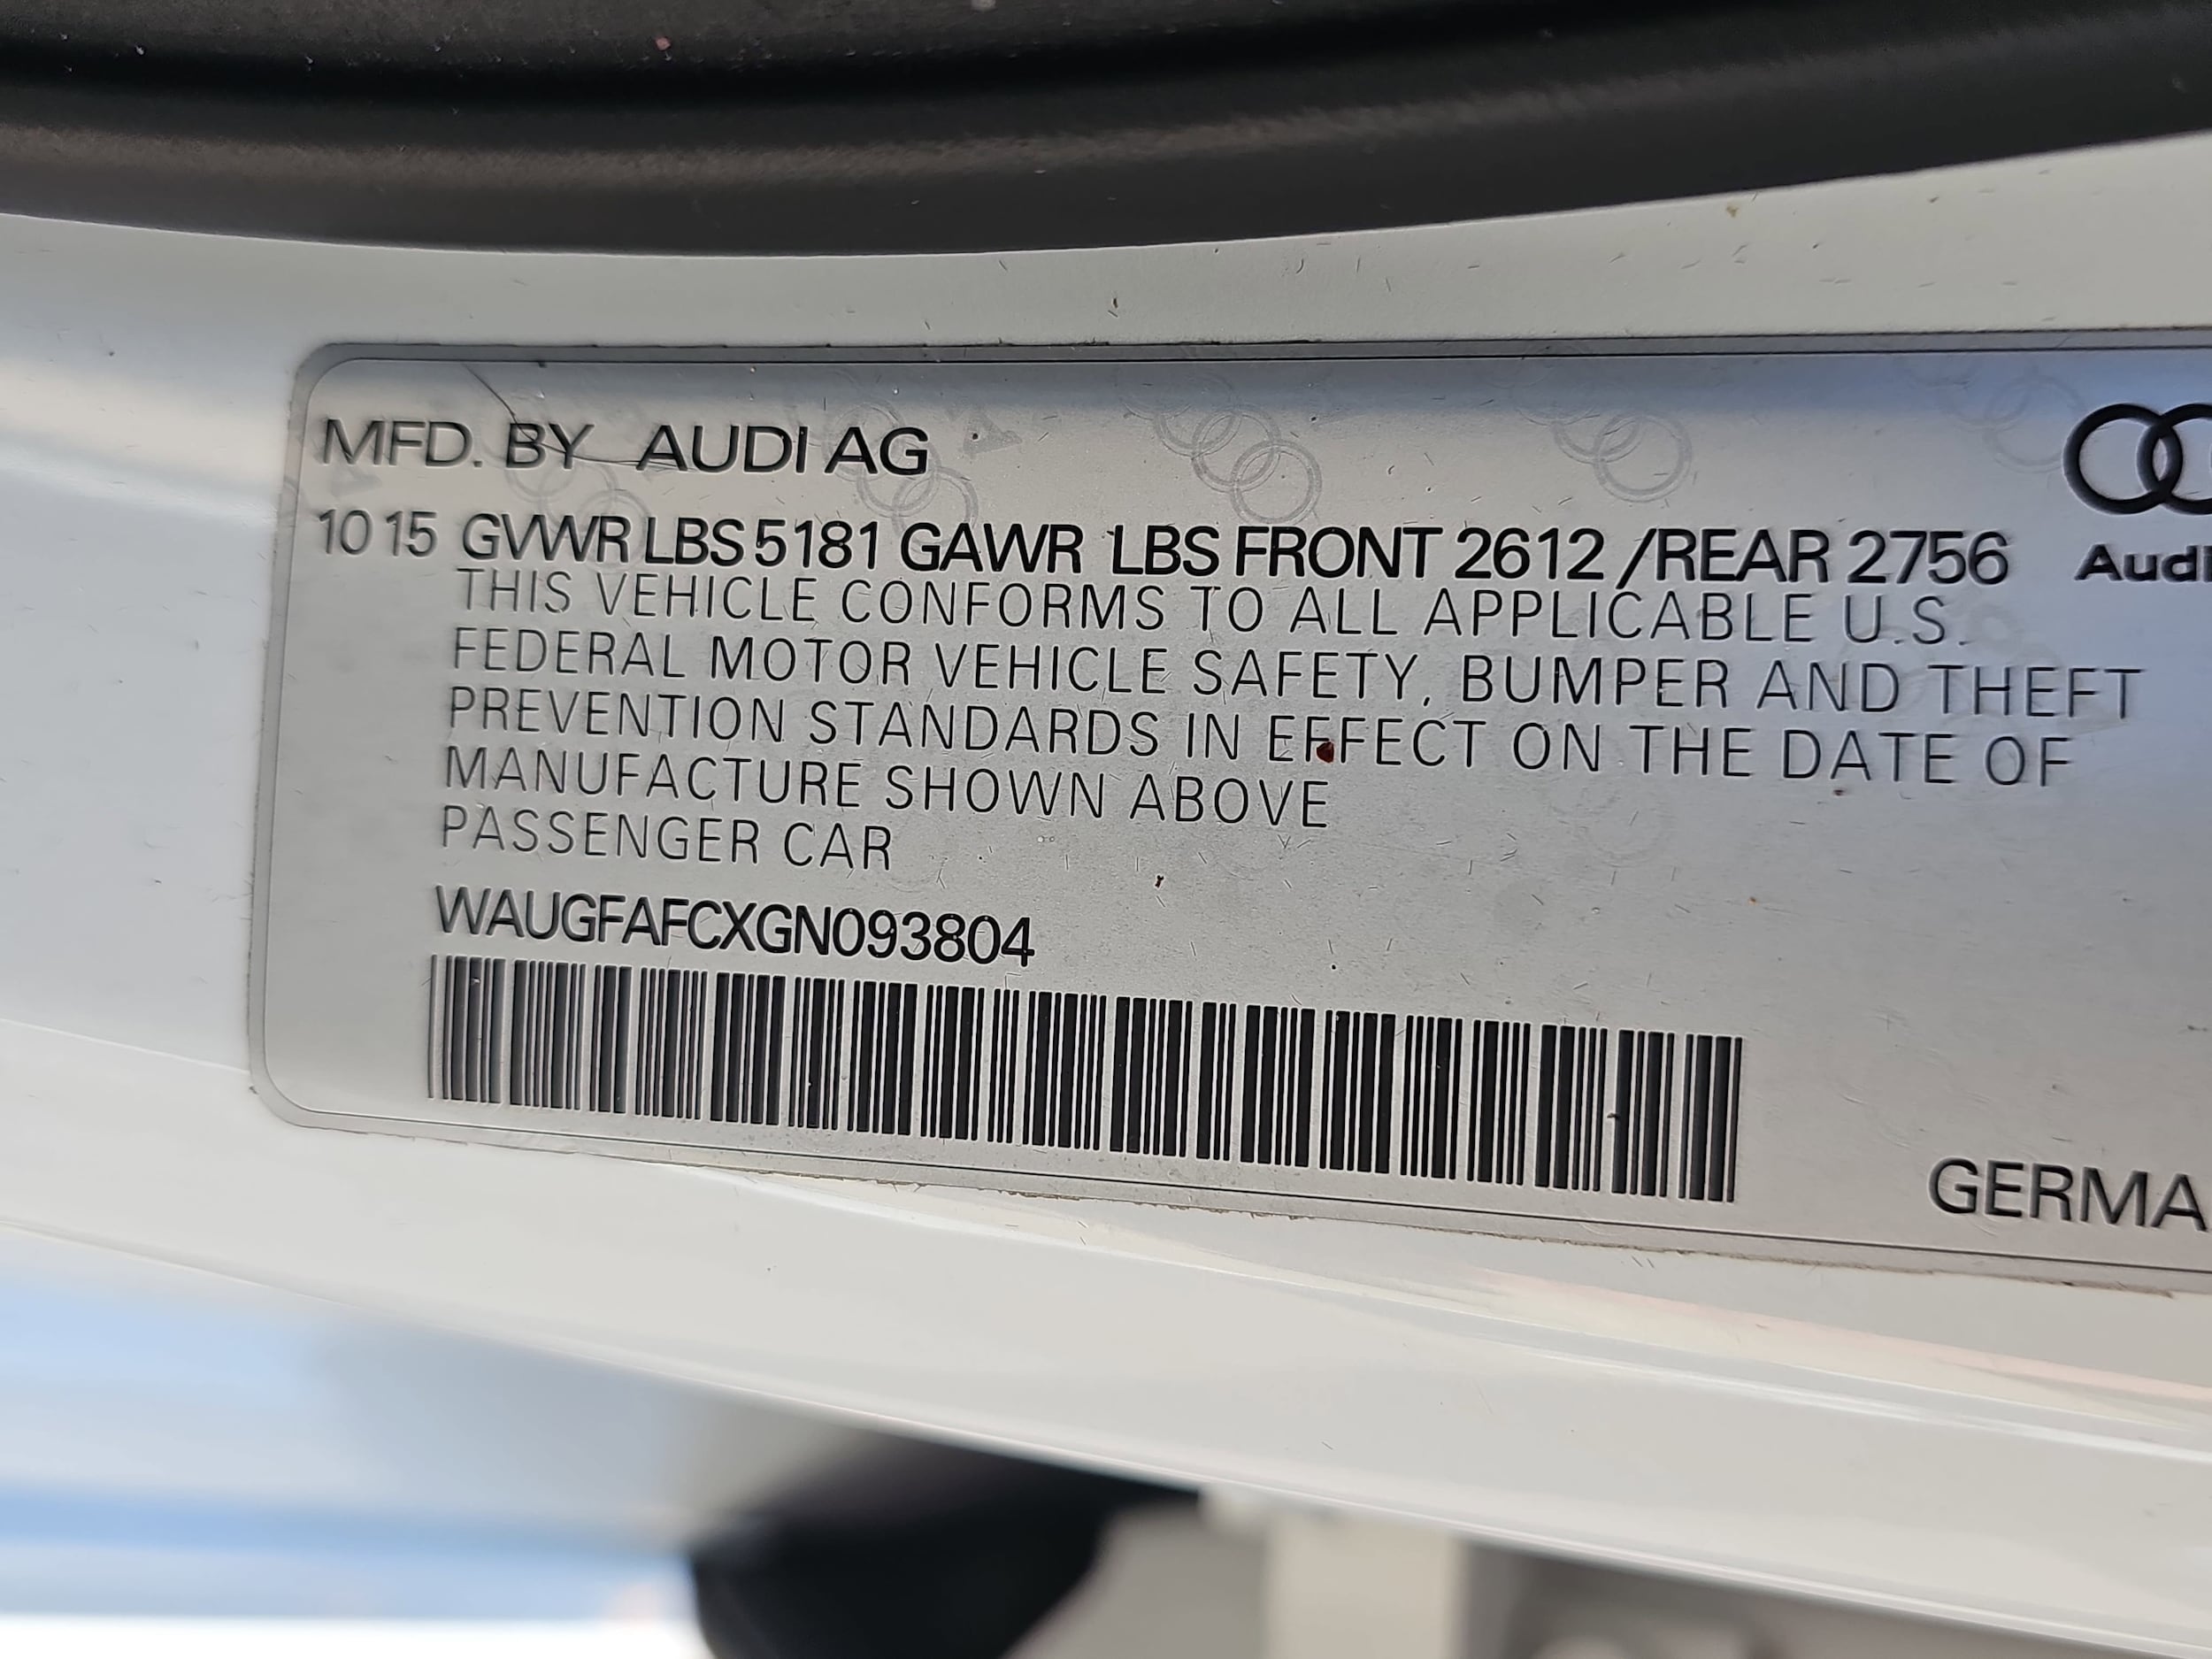 MFD. BY AUDI AG
10 15 GVWR LBS 5181 GAWR LBS FRONT 2612 /REAR 2756
Audi
THIS VEHICLE CONFORMS TO ALL APPLICABLE U.S.
FEDERAL MOTOR VEHICLE SAFETY, BUMPER AND THEFT
PREVENTION STANDARDS IN EFFECT ON THE DATE OF
MANUFACTURE SHOWN ABOVE
PASSENGER CAR
WAUGFAFCXGN093804
GERMA